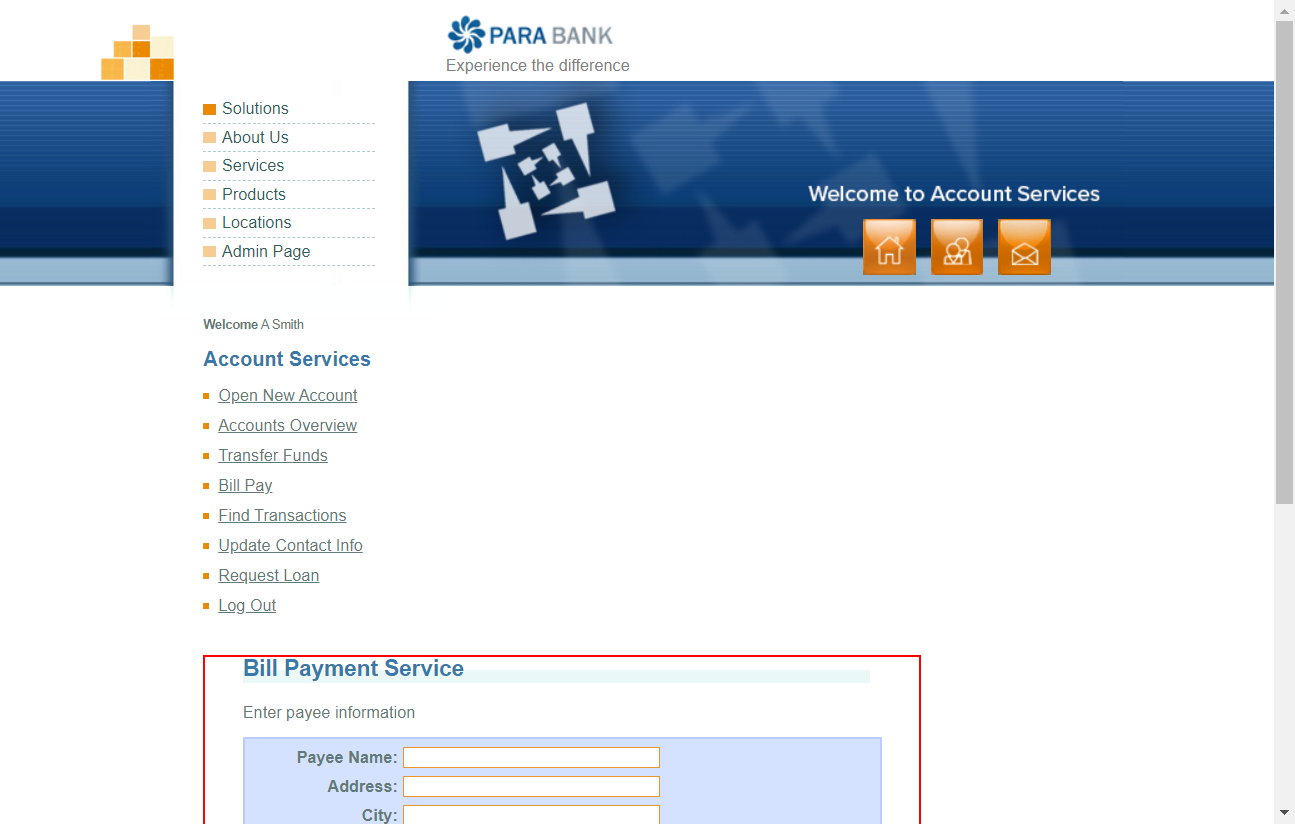 PARA BANK
Experience the difference
Solutions
About Us
Services
Products
Locations
Admin Page
Welcome to Account Services
Welcome A Smith
Account Services
Open New Account
Accounts Overview
Transfer Funds
Bill Pay
Find Transactions
Update Contact Info
Request Loan
Log Out
Bill Payment Service
Enter payee information
Payee Name:
Address:
City: